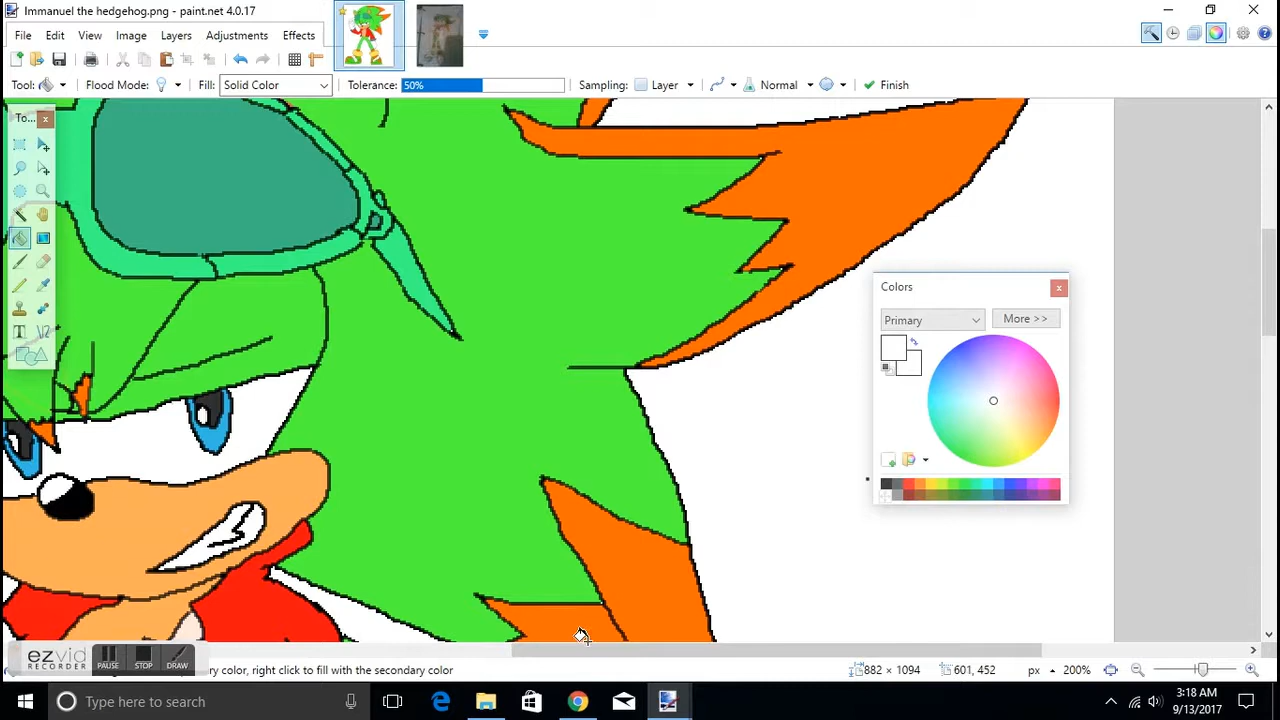 Immanuel the hedgehog.png - paint.net 4.0.17
File Edit View Image Layers Adjustments Effects
Tool: Flood Mode: Fill: Solid Color Tolerance: 50% Sampling: Layer Normal Finish
To...
Colors
Primary More >>
ezvid
RECORDER
PAUSE STOP DRAW
ry color, right click to fill with the secondary color
882 × 1094 601, 452 px 200%
Type here to search
3:18 AM
9/13/2017